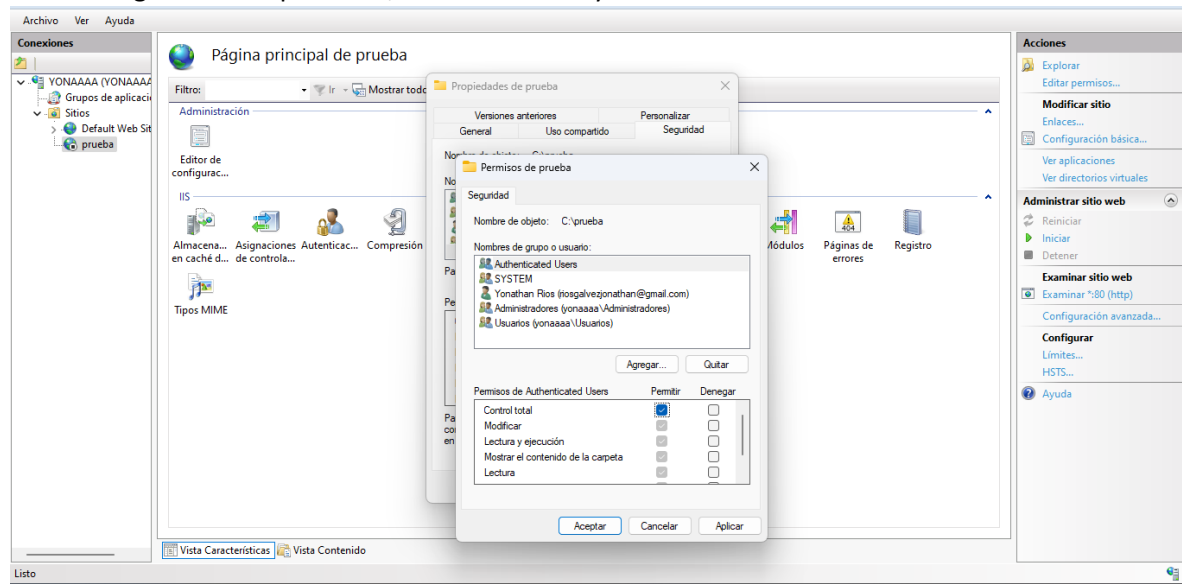 Archivo Ver Ayuda
Conexiones
YONAAAA (YONAAAA
Grupos de aplicaci
Sitios
Default Web Sit
prueba
Página principal de prueba
Filtro:
Ir
Mostrar todo
Administración
Editor de
configurac...
IIS
Almacena...
en caché d...
Asignaciones
de controla...
Autenticac...
Compresión
Módulos
Páginas de
errores
Registro
Tipos MIME
Propiedades de prueba
Versiones anteriores
Personalizar
General
Uso compartido
Seguridad
Permisos de prueba
Seguridad
Nombre de objeto: C:\prueba
Nombres de grupo o usuario:
Authenticated Users
SYSTEM
Yonathan Rios (riosgalvezjonathan@gmail.com)
Administradores (yonaaaa\Administradores)
Usuarios (yonaaaa\Usuarios)
Agregar...
Quitar
Permisos de Authenticated Users
Permitir
Denegar
Control total
Modificar
Lectura y ejecución
Mostrar el contenido de la carpeta
Lectura
Aceptar
Cancelar
Aplicar
Vista Características
Vista Contenido
Listo
Acciones
Explorar
Editar permisos...
Modificar sitio
Enlaces...
Configuración básica...
Ver aplicaciones
Ver directorios virtuales
Administrar sitio web
Reiniciar
Iniciar
Detener
Examinar sitio web
Examinar *:80 (http)
Configuración avanzada...
Configurar
Límites...
HSTS...
Ayuda